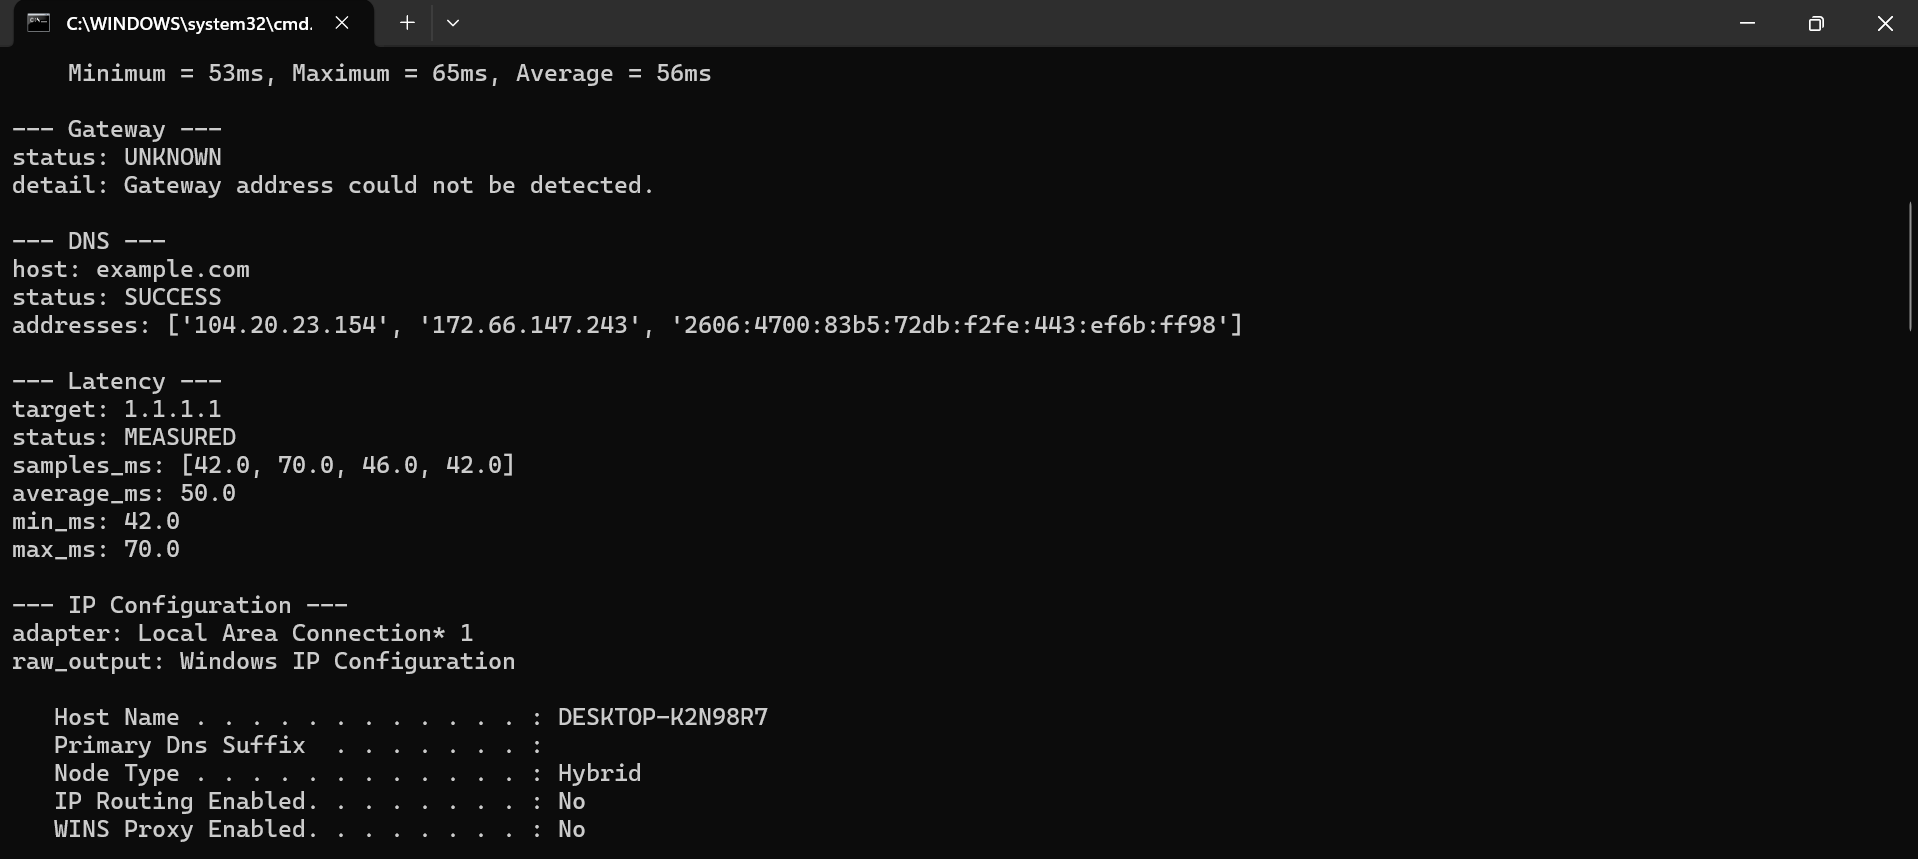 C:\WINDOWS\system32\cmd.
Minimum = 53ms, Maximum = 65ms, Average = 56ms
--- Gateway ---
status: UNKNOWN
detail: Gateway address could not be detected.
--- DNS ---
host: example.com
status: SUCCESS
addresses: ['104.20.23.154', '172.66.147.243', '2606:4700:83b5:72db:f2fe:443:ef6b:ff98']
--- Latency ---
target: 1.1.1.1
status: MEASURED
samples_ms: [42.0, 70.0, 46.0, 42.0]
average_ms: 50.0
min_ms: 42.0
max_ms: 70.0
--- IP Configuration ---
adapter: Local Area Connection* 1
raw_output: Windows IP Configuration
Host Name . . . . . . . . . . . . : DESKTOP-K2N98R7
Primary Dns Suffix  . . . . . . . :
Node Type . . . . . . . . . . . . : Hybrid
IP Routing Enabled. . . . . . . . : No
WINS Proxy Enabled. . . . . . . . : No